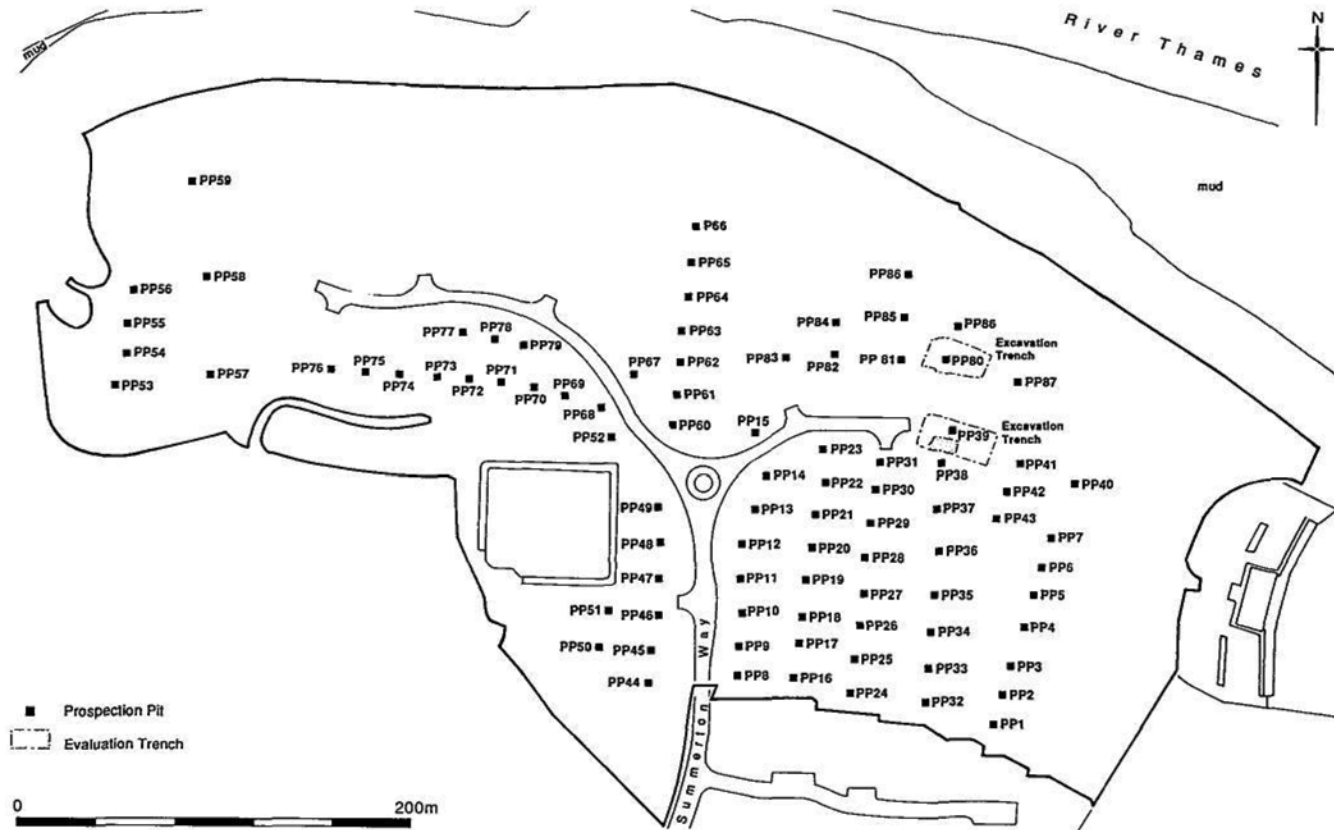 River Thames
N
mud
mud
PP59
P66
PP65
PP58
PP86
PP56
PP64
PP55
PP84
PP85
PP86
PP77
PP78
PP63
Excavation
Trench
PP79
PP54
PP83
PP82
PP 81
PP80
PP76
PP75
PP74
PP73
PP72
PP71
PP70
PP69
PP67
PP62
PP57
PP53
PP87
PP68
PP61
PP52
PP60
PP15
PP39
Excavation
Trench
PP23
PP31
PP38
PP41
PP14
PP22
PP30
PP42
PP40
PP49
PP13
PP21
PP29
PP37
PP43
PP48
PP12
PP20
PP28
PP36
PP7
PP47
PP11
PP19
PP6
PP51
PP46
PP10
PP18
PP27
PP35
PP5
PP26
PP34
PP4
PP50
PP45
PP9
PP17
PP25
PP33
PP3
PP44
PP8
PP16
PP24
PP32
PP2
PP1
Summerton Way
Prospection Pit
Evaluation Trench
0
200m